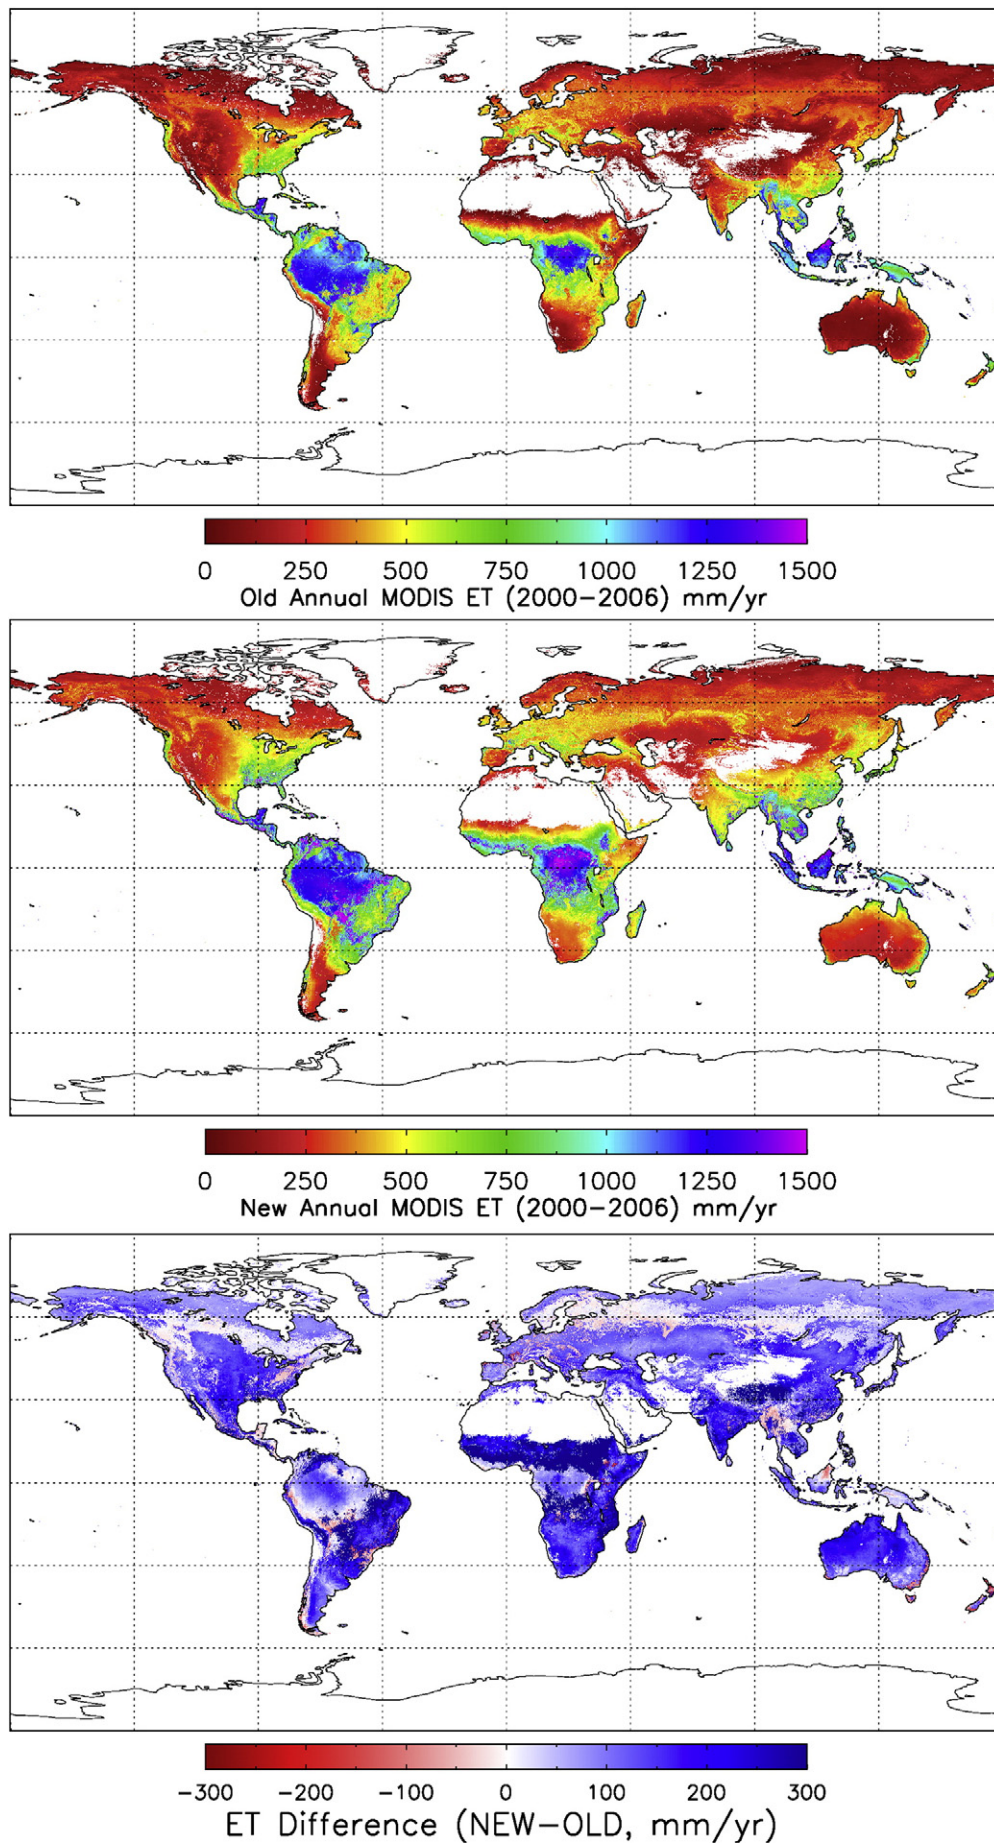 0 250 500 750 1000 1250 1500
Old Annual MODIS ET (2000-2006) mm/yr
0 250 500 750 1000 1250 1500
New Annual MODIS ET (2000-2006) mm/yr
-300 -200 -100 0 100 200 300
ET Difference (NEW-OLD, mm/yr)